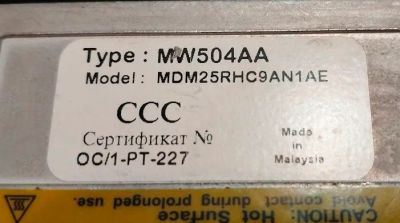 Type: MW504AA
Model: MDM25RHC9AN1AE
CCC
Сертификат №
OC/1-PT-227
Made
in
Malaysia
Caution: Hot Surface
Avoid contact during
prolonged use.